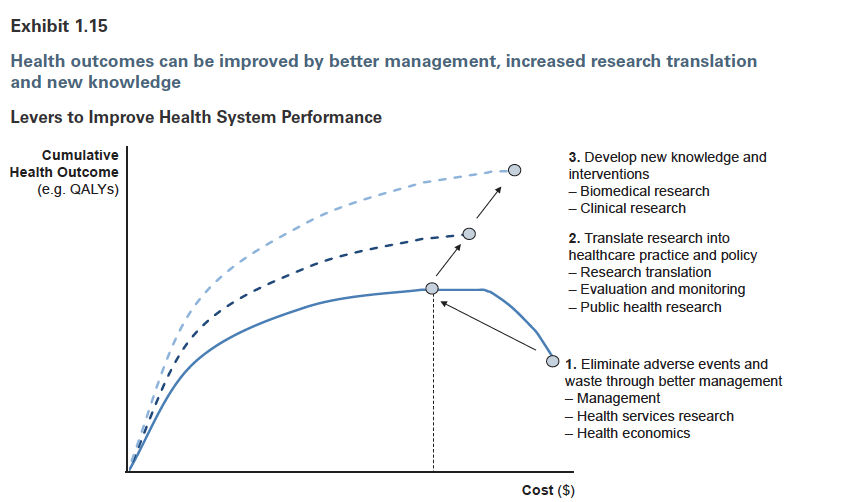 Exhibit 1.15
Health outcomes can be improved by better management, increased research translation
and new knowledge
Levers to Improve Health System Performance
Cumulative
Health Outcome
(e.g. QALYs)
3. Develop new knowledge and
interventions
– Biomedical research
– Clinical research
2. Translate research into
healthcare practice and policy
– Research translation
– Evaluation and monitoring
– Public health research
1. Eliminate adverse events and
waste through better management
– Management
– Health services research
– Health economics
Cost ($)